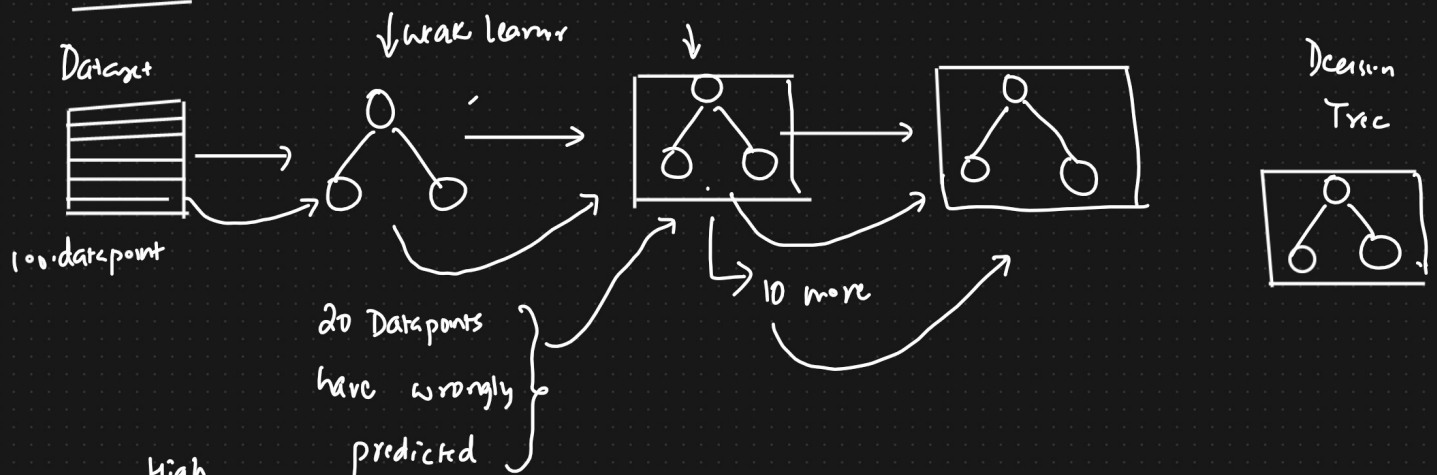 weak learner
Dataset
Decision
Tree
100 datapoint
10 more
20 Datapoints
have wrongly
predicted
High